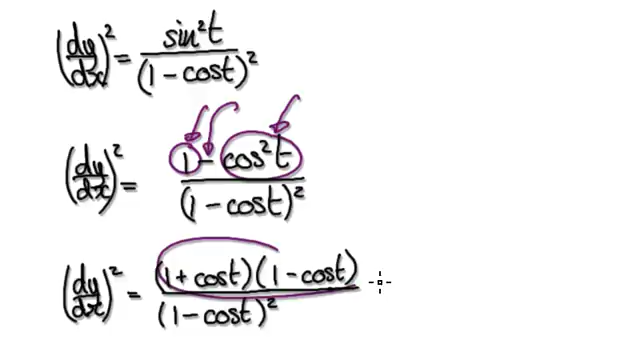 (dy/dx)² = sin²t / (1 - cost)²
(dy/dx)² = 1 - cos²t / (1 - cost)²
(dy/dx)² = (1 + cost)(1 - cost) / (1 - cost)²